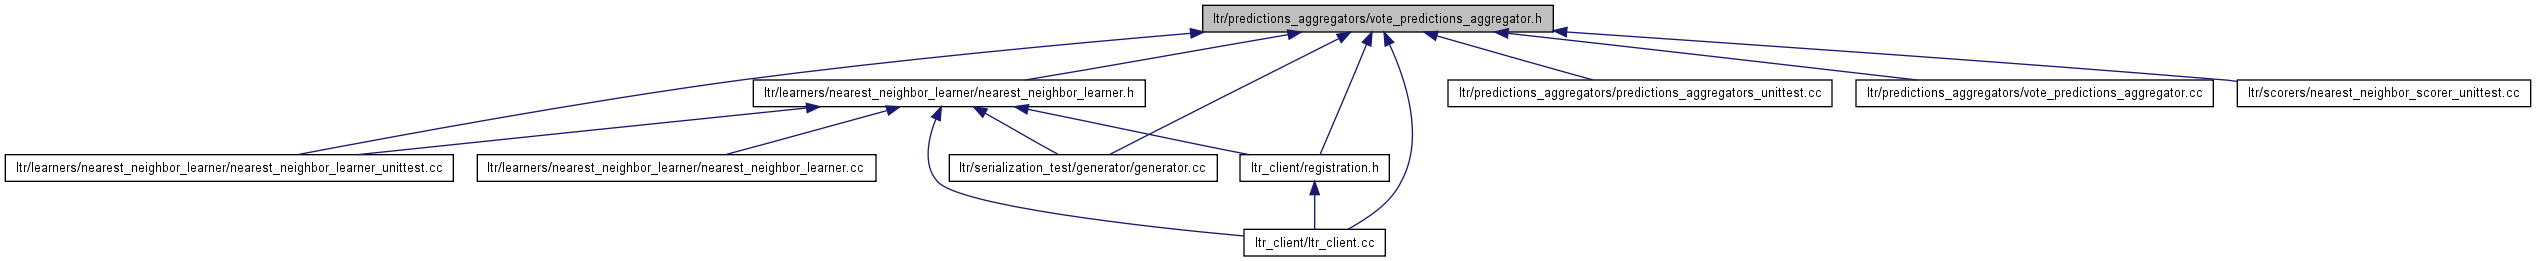 ltr/predictions_aggregators/vote_predictions_aggregator.h
ltr/learners/nearest_neighbor_learner/nearest_neighbor_learner.h
ltr/predictions_aggregators/predictions_aggregators_unittest.cc
ltr/predictions_aggregators/vote_predictions_aggregator.cc
ltr/scorers/nearest_neighbor_scorer_unittest.cc
ltr/learners/nearest_neighbor_learner/nearest_neighbor_learner_unittest.cc
ltr/learners/nearest_neighbor_learner/nearest_neighbor_learner.cc
ltr/serialization_test/generator/generator.cc
ltr_client/registration.h
ltr_client/ltr_client.cc